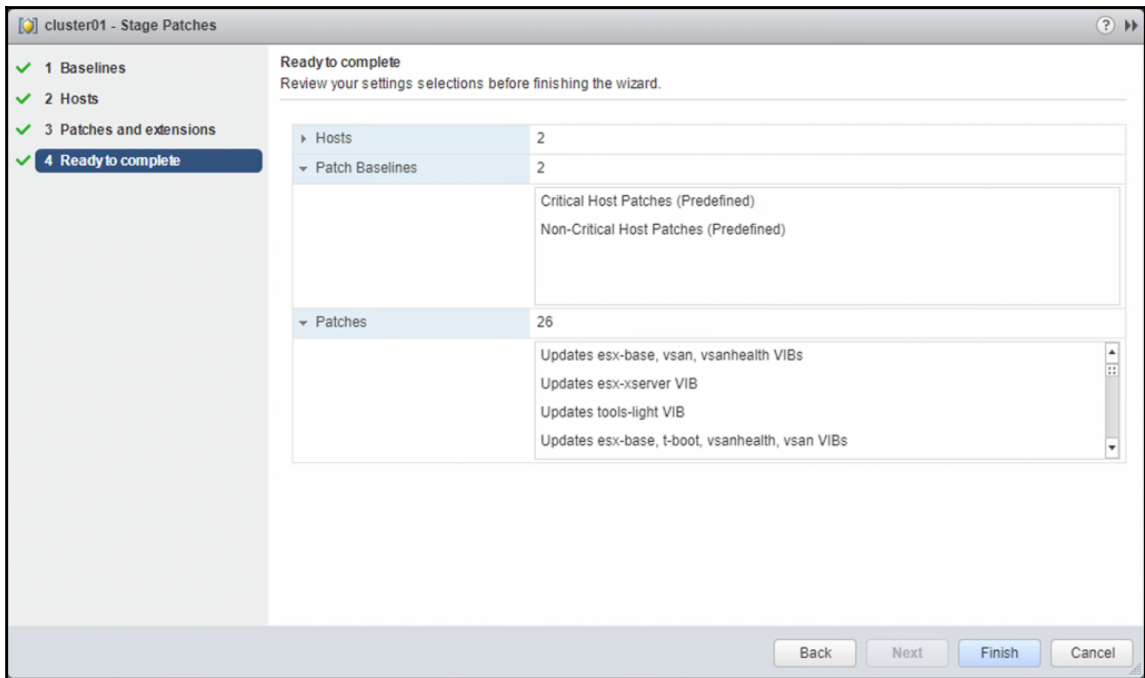 cluster01 - Stage Patches
?
1 Baselines
2 Hosts
3 Patches and extensions
4 Ready to complete
Ready to complete
Review your settings selections before finishing the wizard.
Hosts 2
Patch Baselines 2
Critical Host Patches (Predefined)
Non-Critical Host Patches (Predefined)
Patches 26
Updates esx-base, vsan, vsanhealth VIBs
Updates esx-xserver VIB
Updates tools-light VIB
Updates esx-base, t-boot, vsanhealth, vsan VIBs
Back Next Finish Cancel